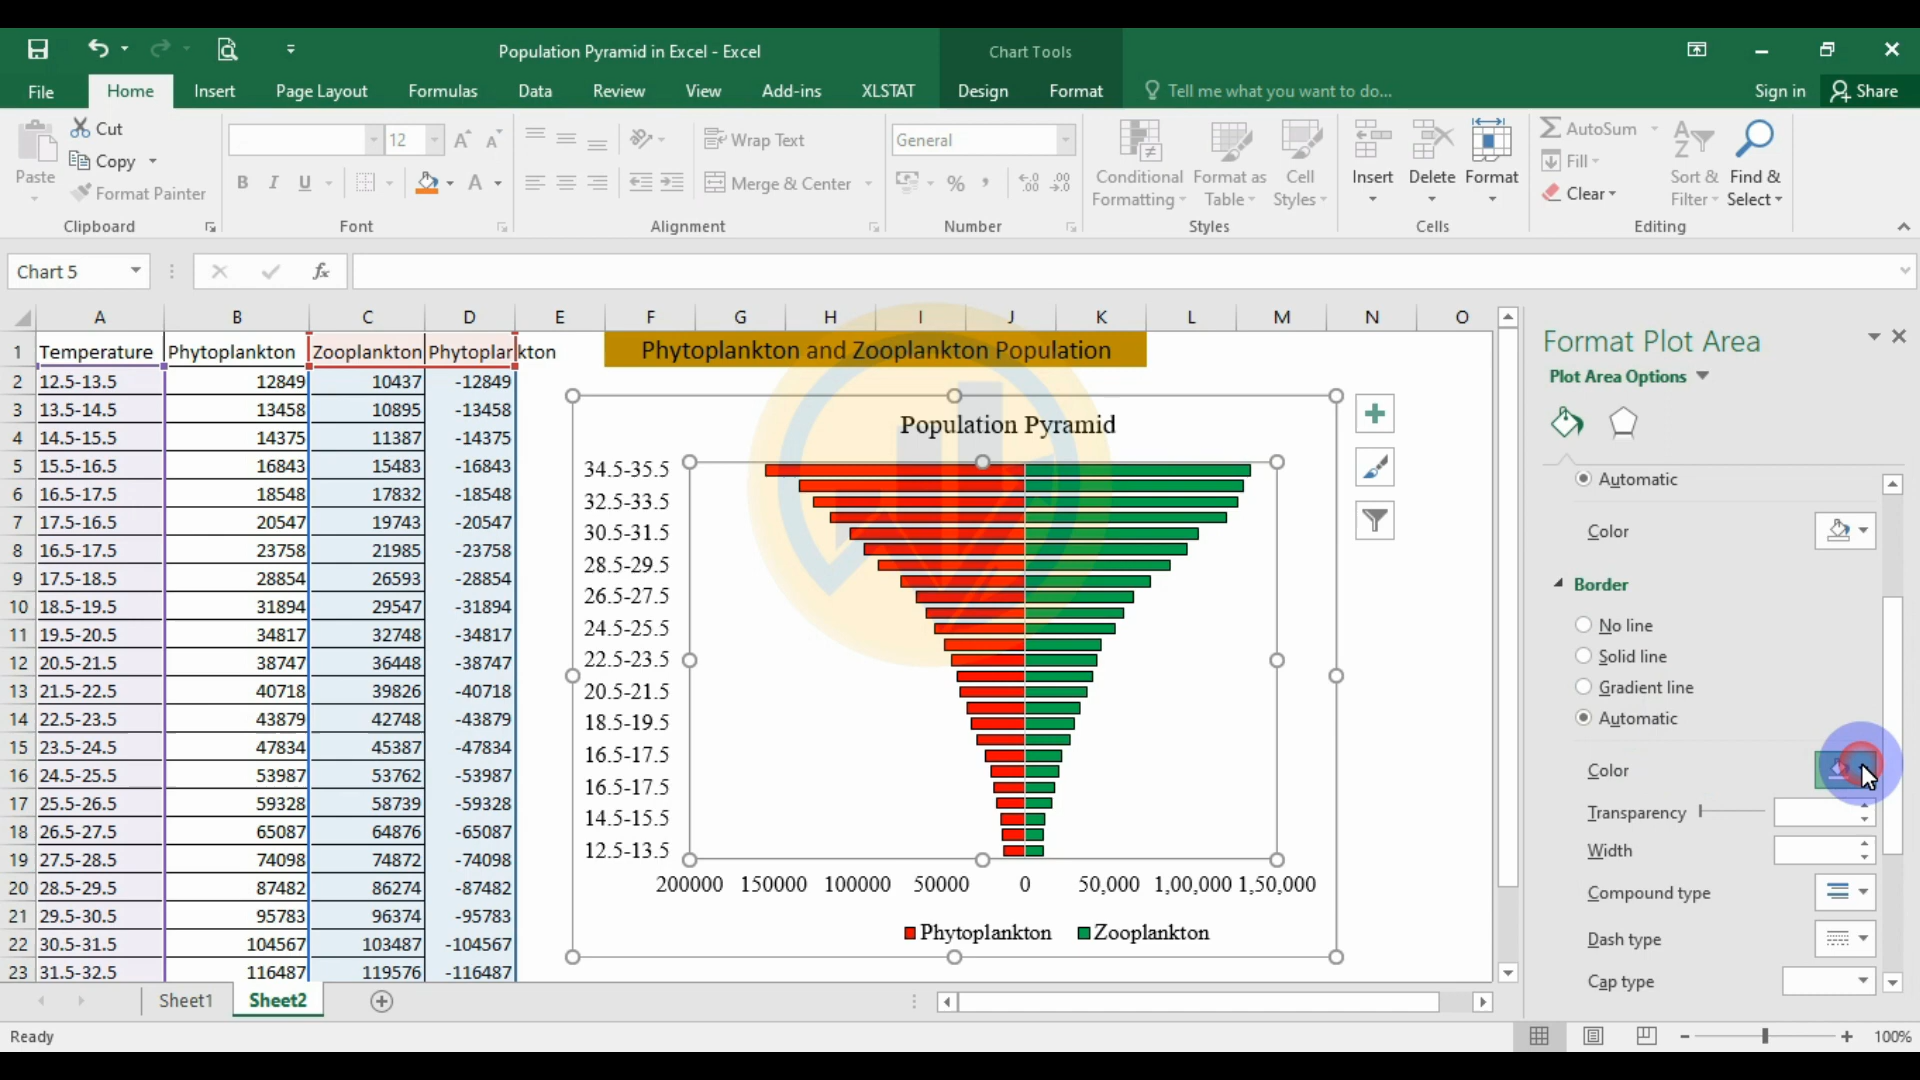 Population Pyramid in Excel - Excel
Chart Tools
File Home Insert Page Layout Formulas Data Review View Add-ins XLSTAT Design Format Tell me what you want to do... Sign in Share
Paste
Cut
Copy
Format Painter
Clipboard
12
B I U
A
Font
Wrap Text
Merge & Center
Alignment
General
%
Number
Conditional Formatting
Format as Table
Cell Styles
Styles
Insert
Delete
Format
Cells
AutoSum
Fill
Clear
Sort & Filter
Find & Select
Editing
Chart 5
fx
A B C D E F G H I J K L M N O
1 Temperature Phytoplankton Zooplankton Phytoplankton
2 12.5-13.5 12849 10437 -12849
3 13.5-14.5 13458 10895 -13458
4 14.5-15.5 14375 11387 -14375
5 15.5-16.5 16843 15483 -16843
6 16.5-17.5 18548 17832 -18548
7 17.5-16.5 20547 19743 -20547
8 16.5-17.5 23758 21985 -23758
9 17.5-18.5 28854 26593 -28854
10 18.5-19.5 31894 29547 -31894
11 19.5-20.5 34817 32748 -34817
12 20.5-21.5 38747 36448 -38747
13 21.5-22.5 40718 39826 -40718
14 22.5-23.5 43879 42748 -43879
15 23.5-24.5 47834 45387 -47834
16 24.5-25.5 53987 53762 -53987
17 25.5-26.5 59328 58739 -59328
18 26.5-27.5 65087 64876 -65087
19 27.5-28.5 74098 74872 -74098
20 28.5-29.5 87482 86274 -87482
21 29.5-30.5 95783 96374 -95783
22 30.5-31.5 104567 103487 -104567
23 31.5-32.5 116487 119576 -116487
Phytoplankton and Zooplankton Population
Population Pyramid
34.5-35.5
32.5-33.5
30.5-31.5
28.5-29.5
26.5-27.5
24.5-25.5
22.5-23.5
20.5-21.5
18.5-19.5
16.5-17.5
16.5-17.5
14.5-15.5
12.5-13.5
200000 150000 100000 50000 0 50,000 1,00,000 1,50,000
Phytoplankton Zooplankton
Format Plot Area
Plot Area Options
Automatic
Color
Border
No line
Solid line
Gradient line
Automatic
Color
Transparency
Width
Compound type
Dash type
Cap type
Sheet1 Sheet2
Ready
100%